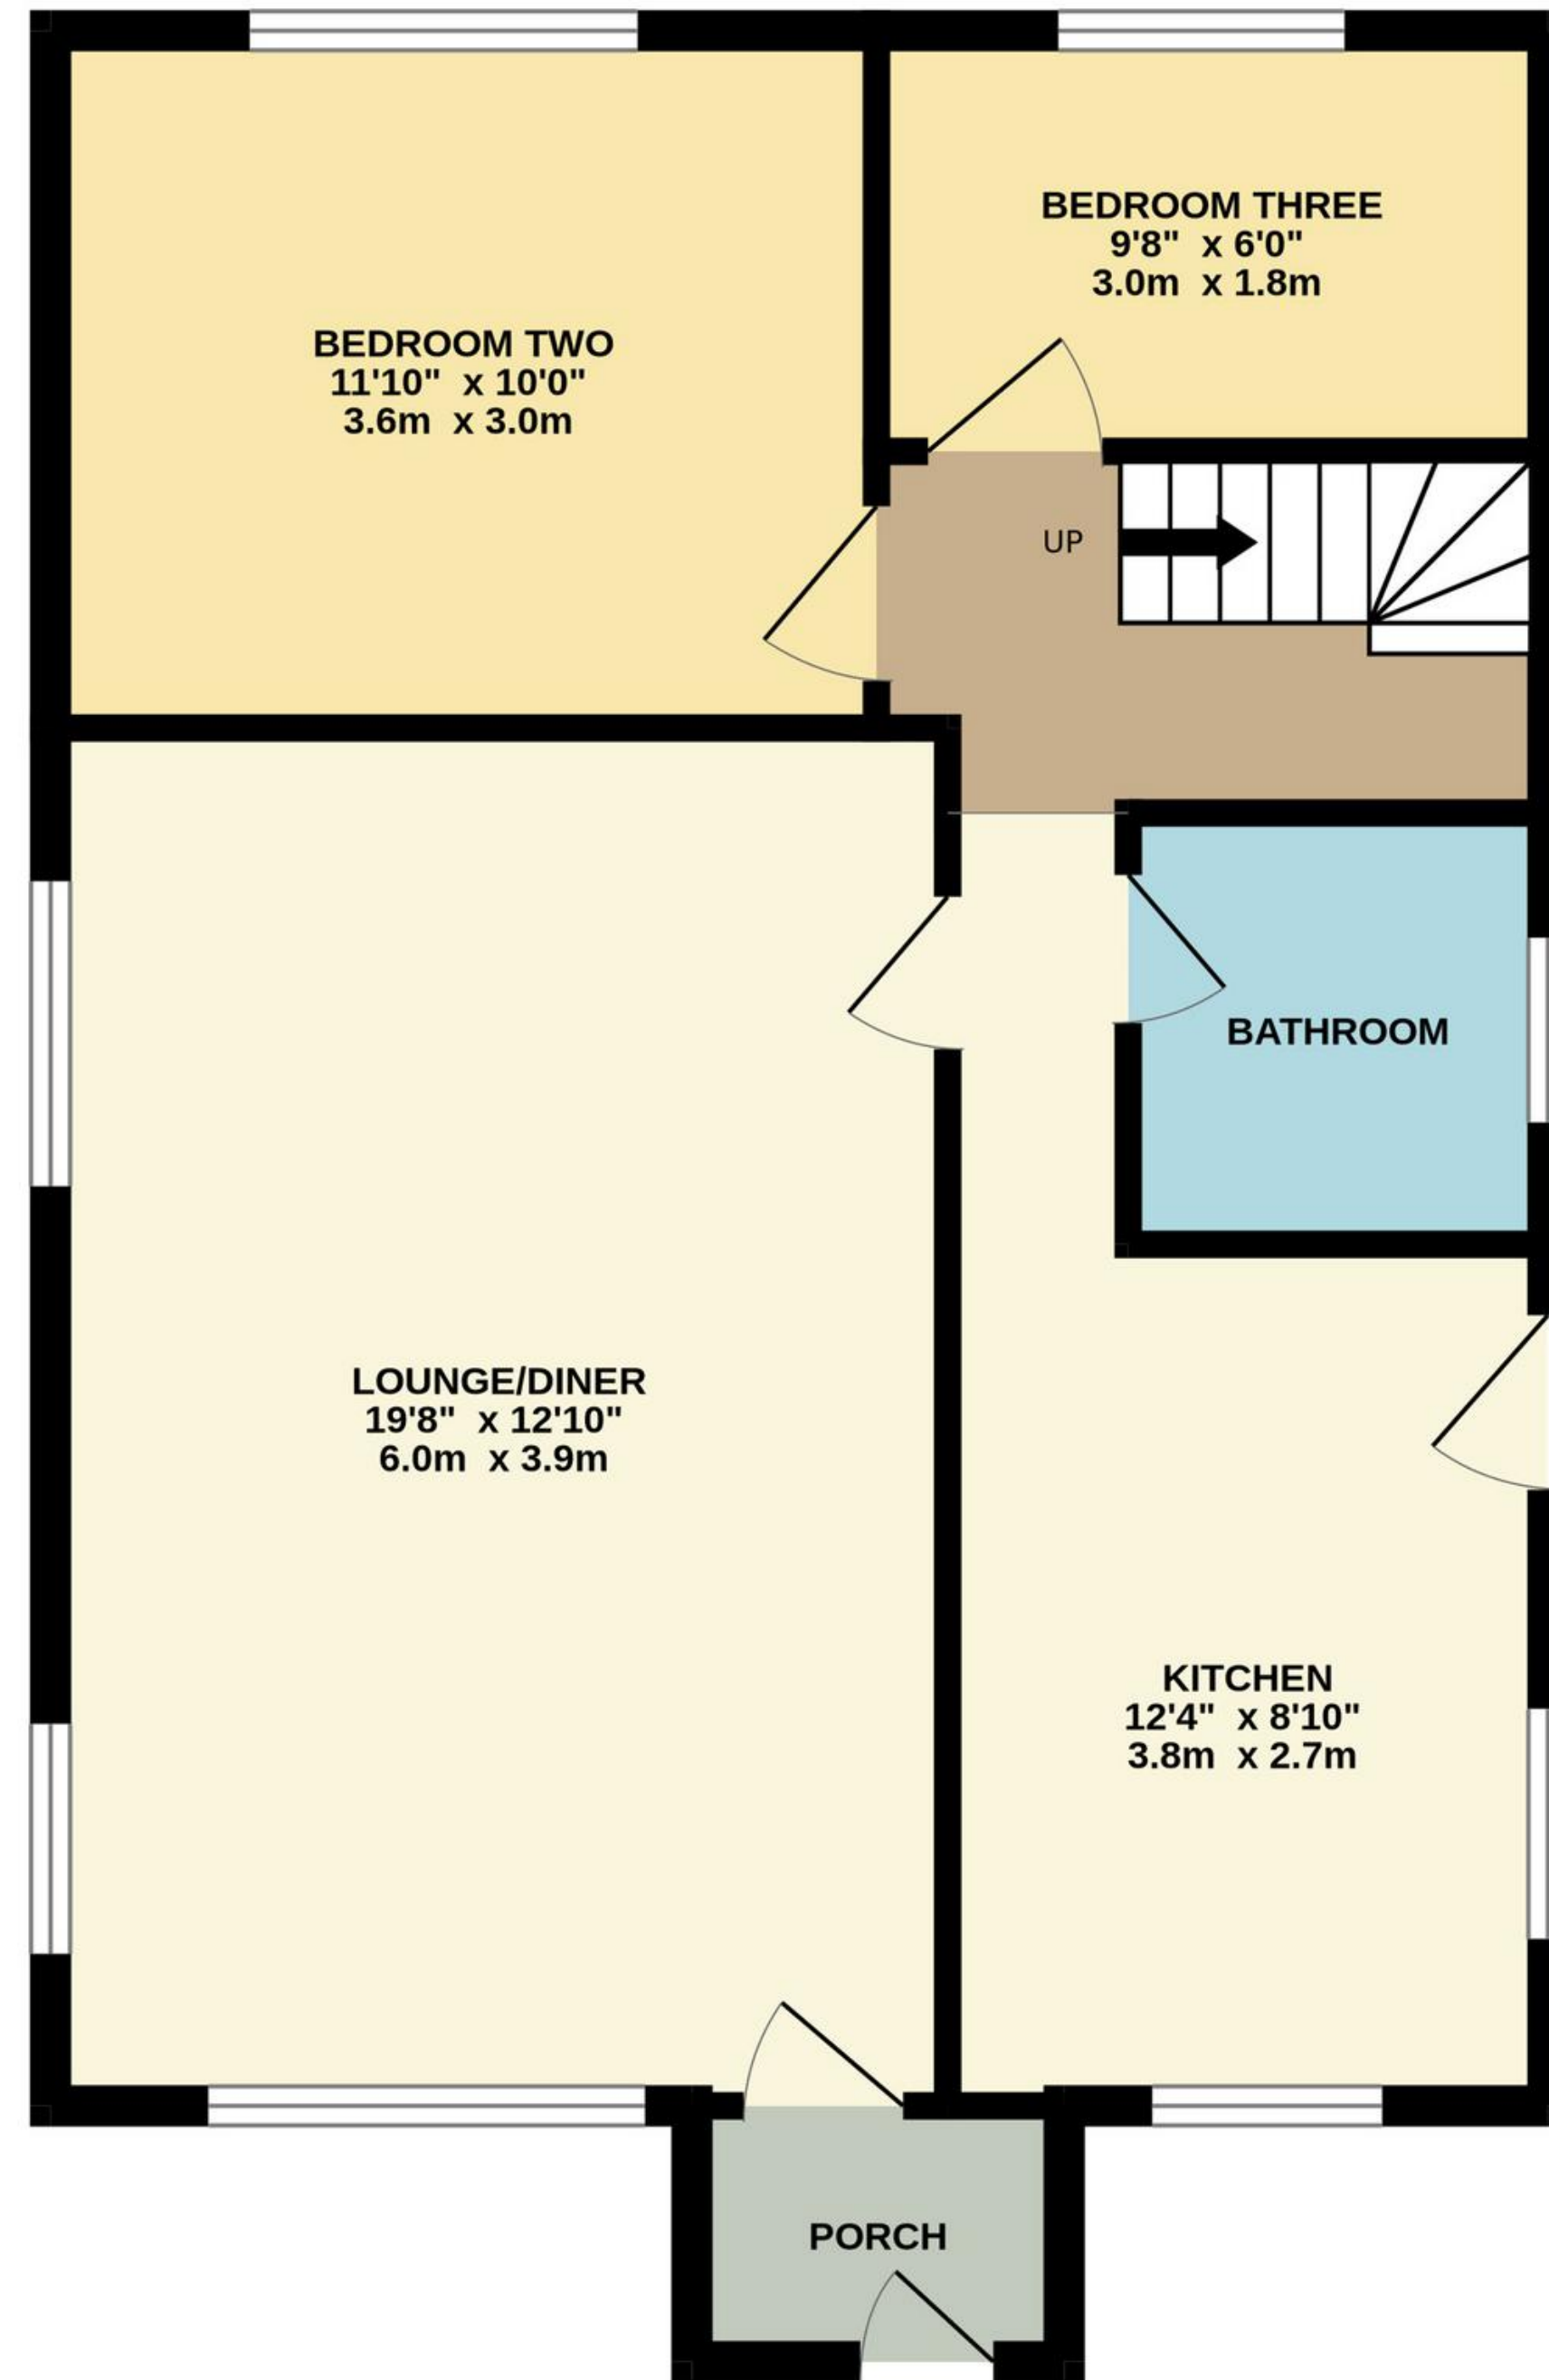 BEDROOM THREE
9'8" x 6'0"
3.0m x 1.8m
BEDROOM TWO
11'10" x 10'0"
3.6m x 3.0m
UP
BATHROOM
LOUNGE/DINER
19'8" x 12'10"
6.0m x 3.9m
KITCHEN
12'4" x 8'10"
3.8m x 2.7m
PORCH